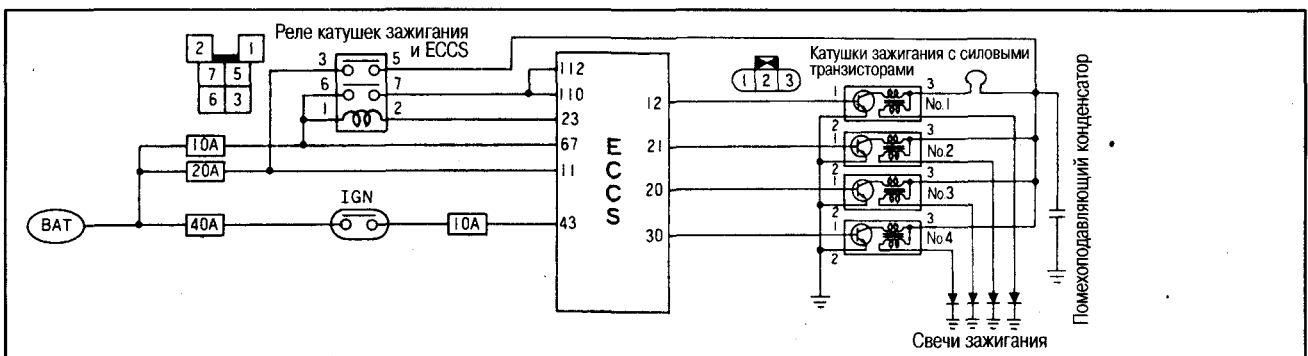 Реле катушек зажигания
и ECCS
2 1
7 5
6 3
3 5
6 7
1 2
112
110
23
67
11
43
10A
20A
BAT
40A
IGN
10A
ECCS
12
21
20
30
1 2 3
Катушки зажигания с силовыми
транзисторами
1 3
No.1
2
1 3
No.2
2
1 3
No.3
2
1 3
No.4
2
Помехоподавляющий конденсатор
Свечи зажигания